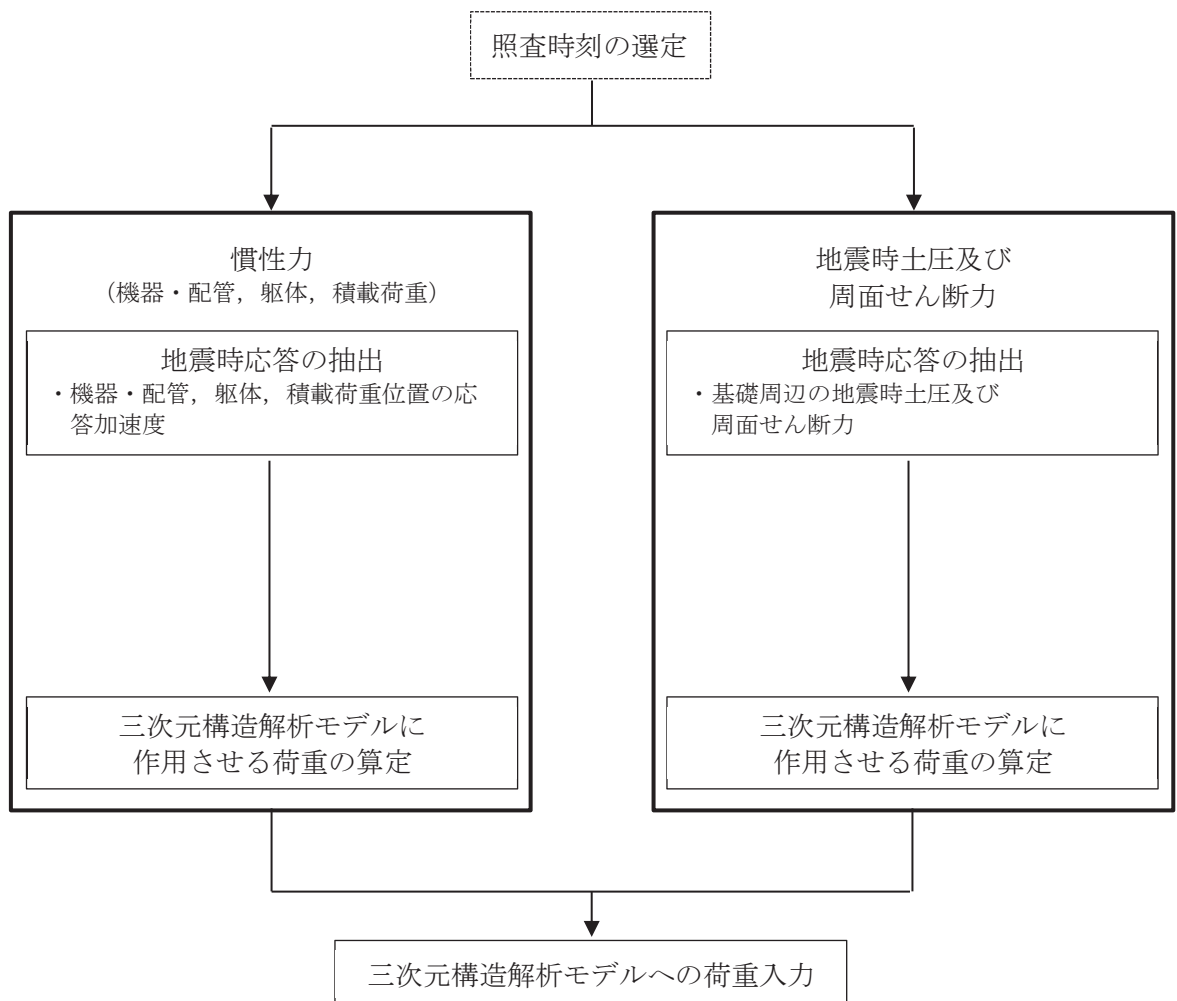 照査時刻の選定
慣性力
（機器・配管，躯体，積載荷重）
地震時応答の抽出
・機器・配管，躯体，積載荷重位置の応
答加速度
三次元構造解析モデルに
作用させる荷重の算定
地震時土圧及び
周面せん断力
地震時応答の抽出
・基礎周辺の地震時土圧及び
周面せん断力
三次元構造解析モデルに
作用させる荷重の算定
三次元構造解析モデルへの荷重入力